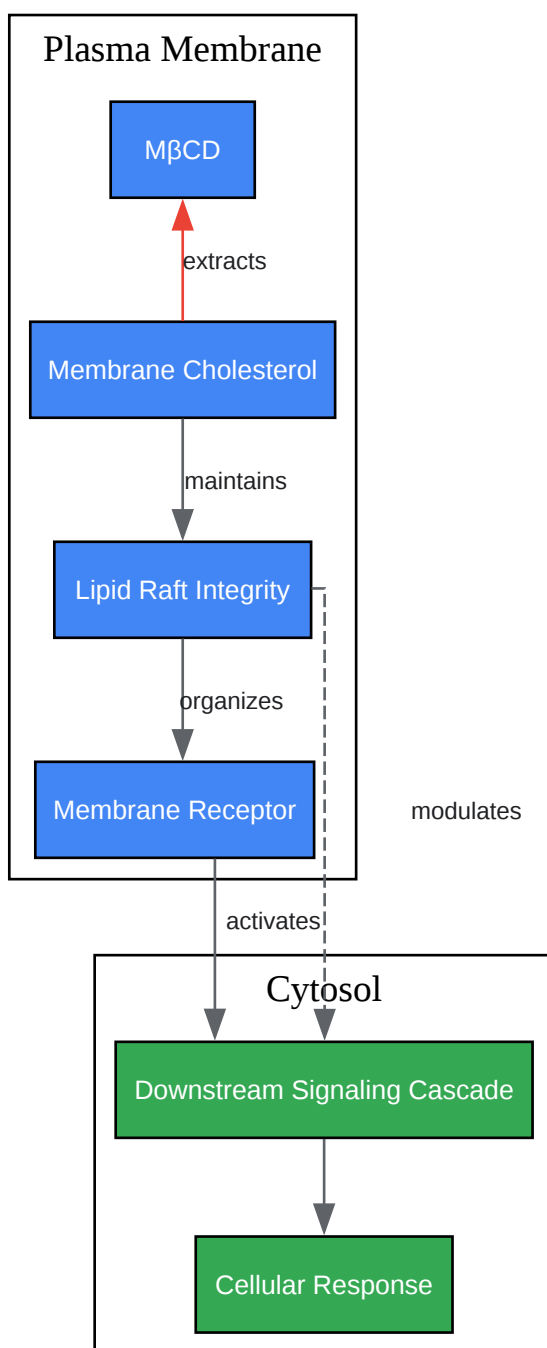 Plasma Membrane
MβCD
extracts
Membrane Cholesterol
maintains
Lipid Raft Integrity
organizes
Membrane Receptor
modulates
activates
Cytosol
Downstream Signaling Cascade
Cellular Response